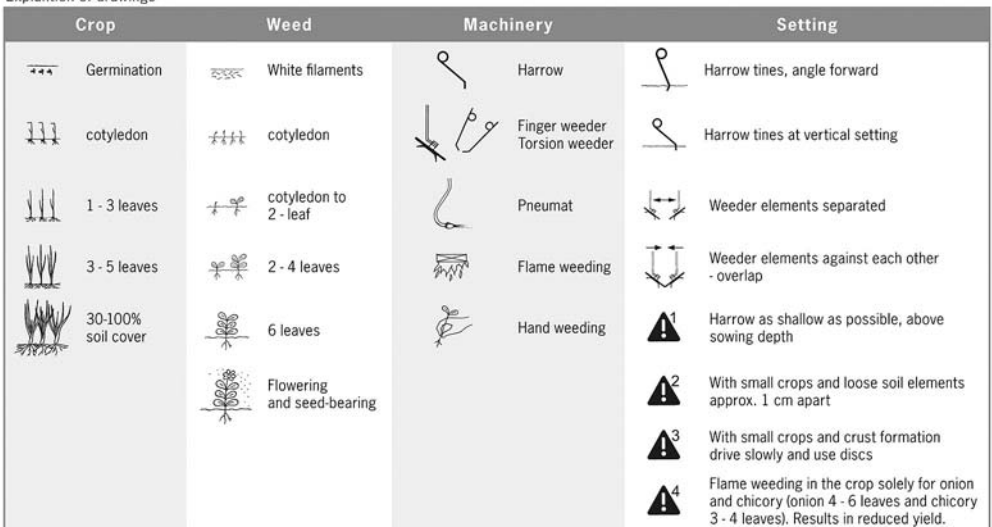 Explantion of drawings
Crop
Weed
Machinery
Setting
Germination
White filaments
Harrow
Harrow tines, angle forward
cotyledon
cotyledon
Finger weeder
Torsion weeder
Harrow tines at vertical setting
1 - 3 leaves
cotyledon to
2 - leaf
Pneumat
Weeder elements separated
3 - 5 leaves
2 - 4 leaves
Flame weeding
Weeder elements against each other
- overlap
30-100%
soil cover
6 leaves
Hand weeding
1
Harrow as shallow as possible, above
sowing depth
Flowering
and seed-bearing
2
With small crops and loose soil elements
approx. 1 cm apart
3
With small crops and crust formation
drive slowly and use discs
4
Flame weeding in the crop solely for onion
and chicory (onion 4 - 6 leaves and chicory
3 - 4 leaves). Results in reduced yield.